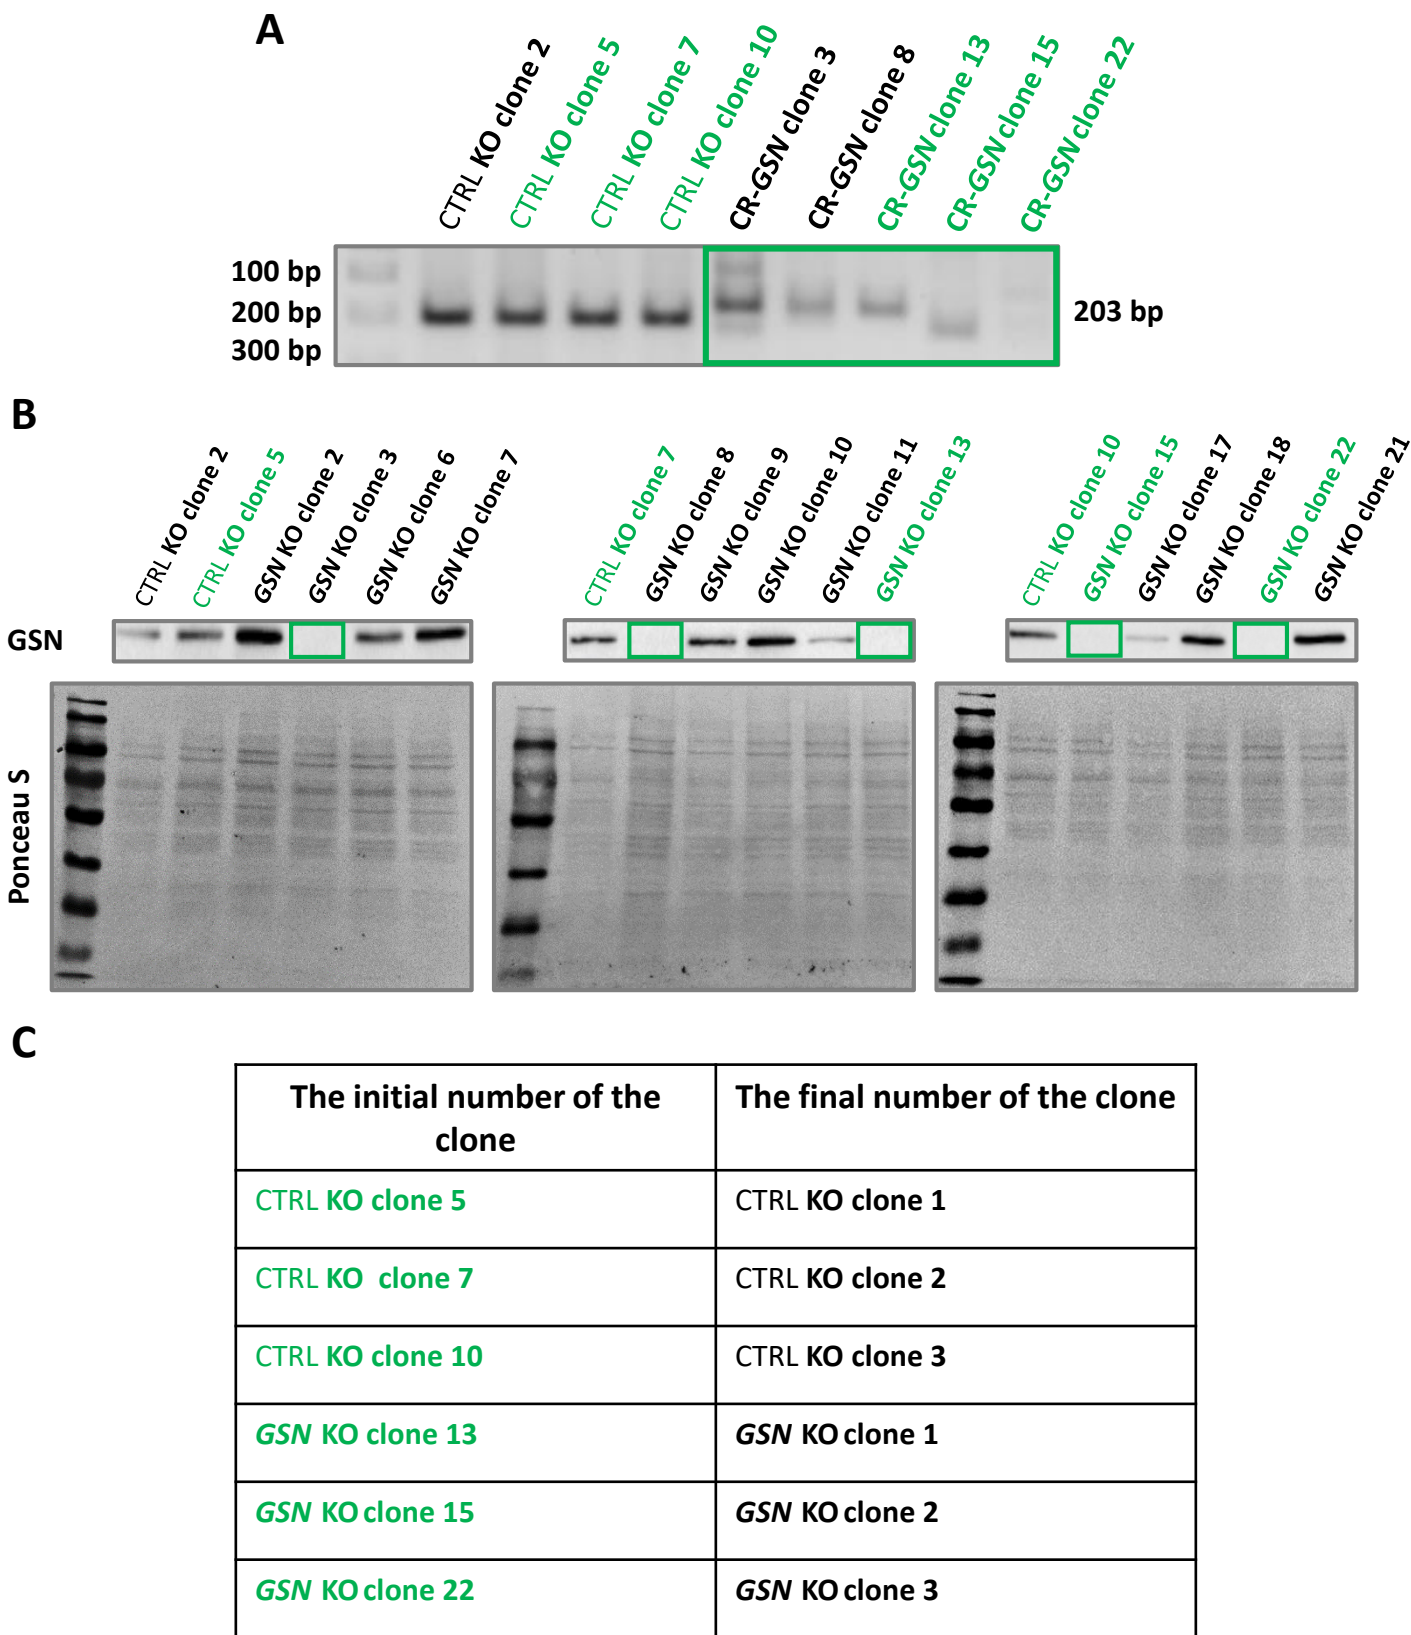 A
CTRL KO clone 2
CTRL KO clone 5
CTRL KO clone 7
CTRL KO clone 10
CR-GSN clone 3
CR-GSN clone 8
CR-GSN clone 13
CR-GSN clone 15
CR-GSN clone 22
100 bp
200 bp
300 bp
203 bp
B
CTRL KO clone 2
CTRL KO clone 5
GSN KO clone 2
GSN KO clone 3
GSN KO clone 6
GSN KO clone 7
CTRL KO clone 7
GSN KO clone 8
GSN KO clone 9
GSN KO clone 10
GSN KO clone 11
GSN KO clone 13
CTRL KO clone 10
GSN KO clone 15
GSN KO clone 17
GSN KO clone 18
GSN KO clone 22
GSN KO clone 21
GSN
Ponceau S
C
The initial number of the
clone
The final number of the clone
CTRL KO clone 5
CTRL KO clone 1
CTRL KO clone 7
CTRL KO clone 2
CTRL KO clone 10
CTRL KO clone 3
GSN KO clone 13
GSN KO clone 1
GSN KO clone 15
GSN KO clone 2
GSN KO clone 22
GSN KO clone 3